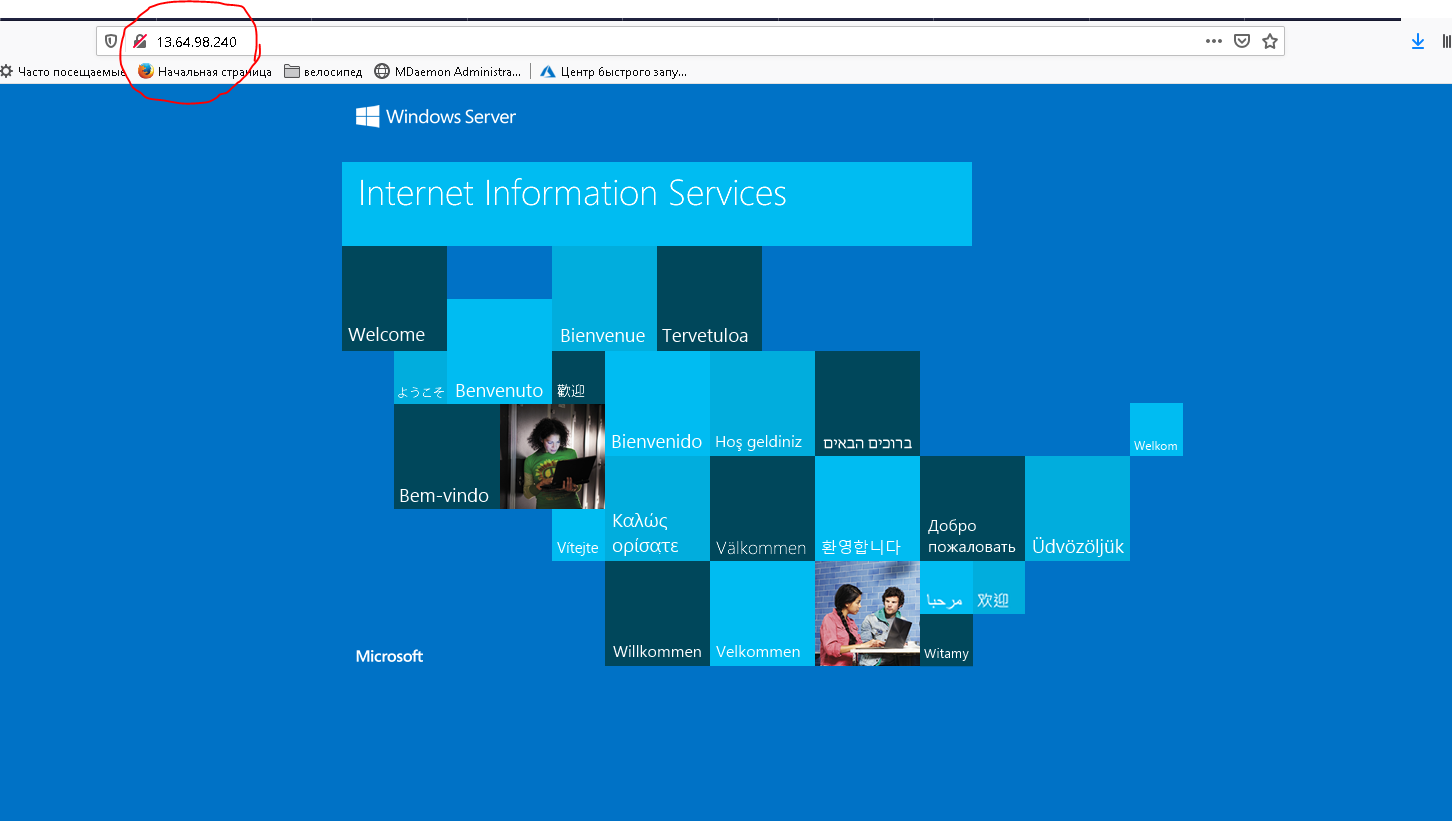 13.64.98.240
Часто посещаемые
Начальная страница
велосипед
MDaemon Administra...
Центр быстрого запу...
Windows Server
Internet Information Services
Welcome
Bienvenue
Tervetuloa
ようこそ
Benvenuto
歡迎
Bienvenido
Hoş geldiniz
ברוכים הבאים
Welkom
Bem-vindo
Vítejte
Καλώς
ορίσατε
Välkommen
환영합니다
Добро
пожаловать
Üdvözöljük
مرحبا
欢迎
Willkommen
Velkommen
Witamy
Microsoft